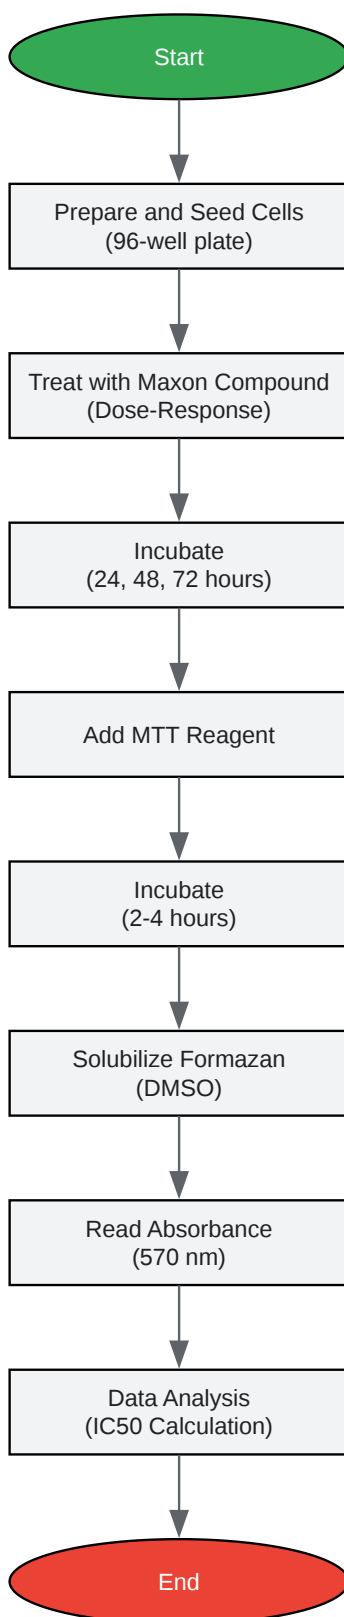 Start
Prepare and Seed Cells
(96-well plate)
Treat with Maxon Compound
(Dose-Response)
Incubate
(24, 48, 72 hours)
Add MTT Reagent
Incubate
(2-4 hours)
Solubilize Formazan
(DMSO)
Read Absorbance
(570 nm)
Data Analysis
(IC50 Calculation)
End